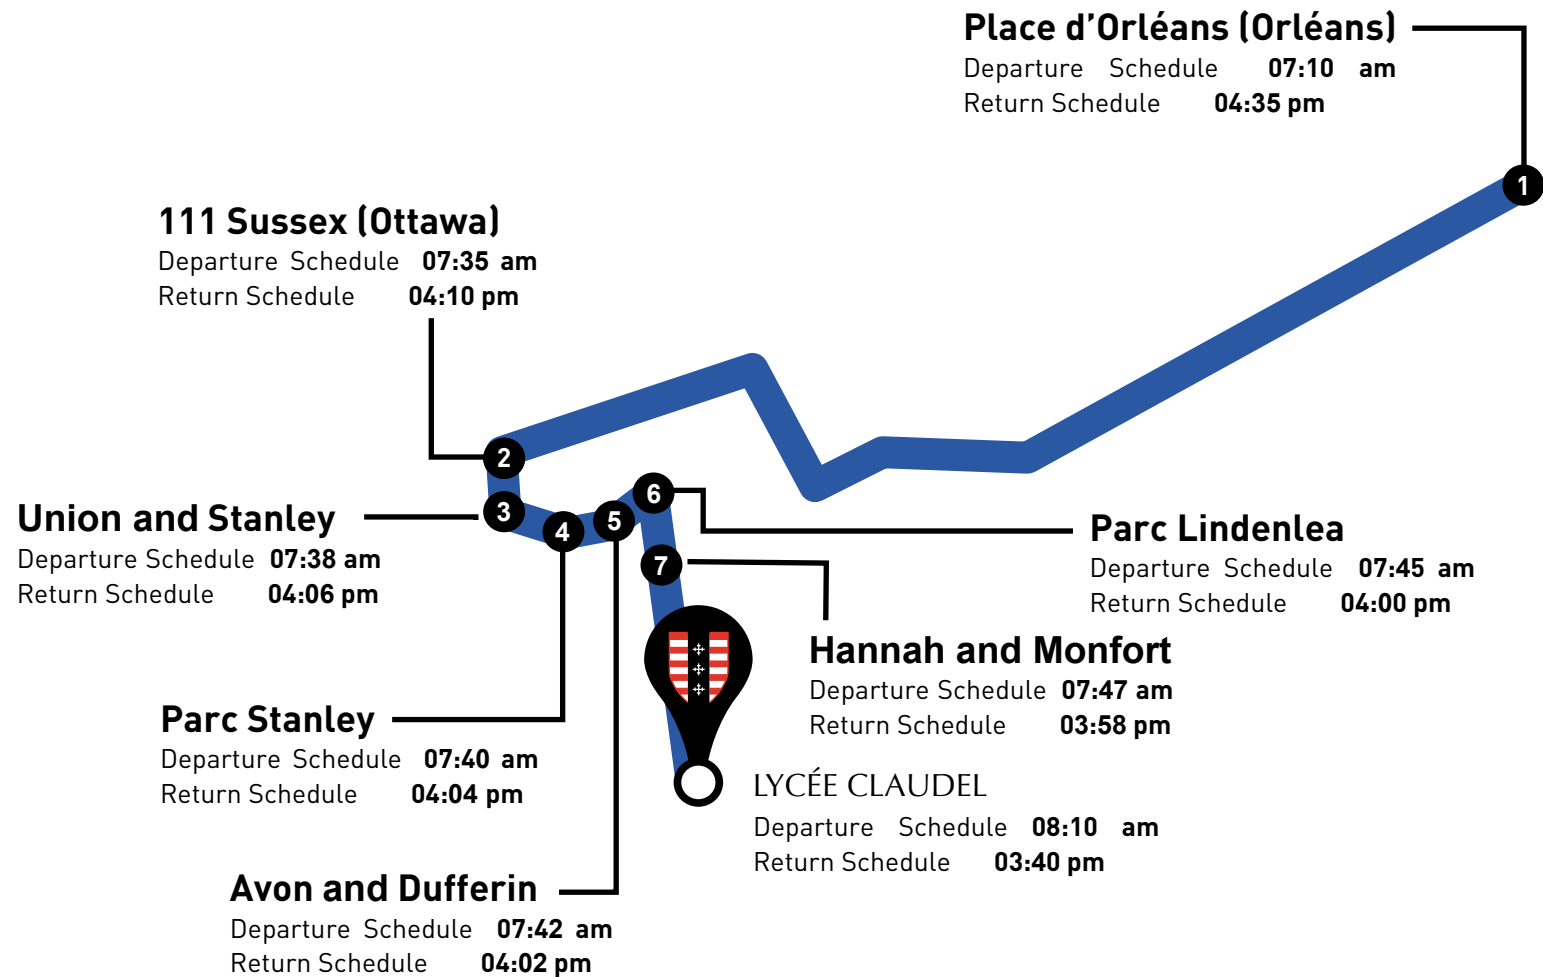 Place d’Orléans (Orléans)
Departure Schedule 07:10 am
Return Schedule 04:35 pm
1
111 Sussex (Ottawa)
Departure Schedule 07:35 am
Return Schedule 04:10 pm
2
Union and Stanley
Departure Schedule 07:38 am
Return Schedule 04:06 pm
3
4
5
6
7
Parc Lindenlea
Departure Schedule 07:45 am
Return Schedule 04:00 pm
Hannah and Monfort
Departure Schedule 07:47 am
Return Schedule 03:58 pm
Parc Stanley
Departure Schedule 07:40 am
Return Schedule 04:04 pm
LYCÉE CLAUDEL
Departure Schedule 08:10 am
Return Schedule 03:40 pm
Avon and Dufferin
Departure Schedule 07:42 am
Return Schedule 04:02 pm